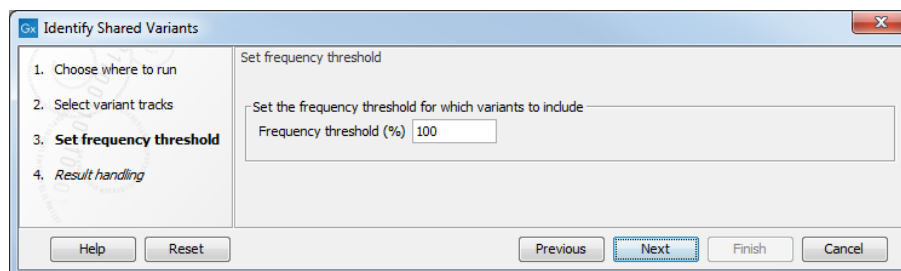 Gx Identify Shared Variants
x
1. Choose where to run
2. Select variant tracks
3. Set frequency threshold
4. Result handling
Set frequency threshold
Set the frequency threshold for which variants to include
Frequency threshold (%) 100
Help Reset Previous Next Finish Cancel